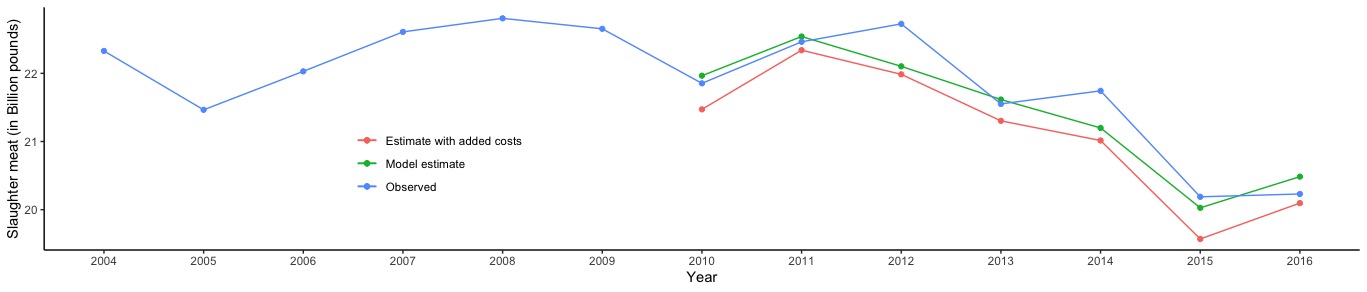 Slaughter meat (in Billion pounds)
22
21
20
Estimate with added costs
Model estimate
Observed
2004 2005 2006 2007 2008 2009 2010 2011 2012 2013 2014 2015 2016
Year